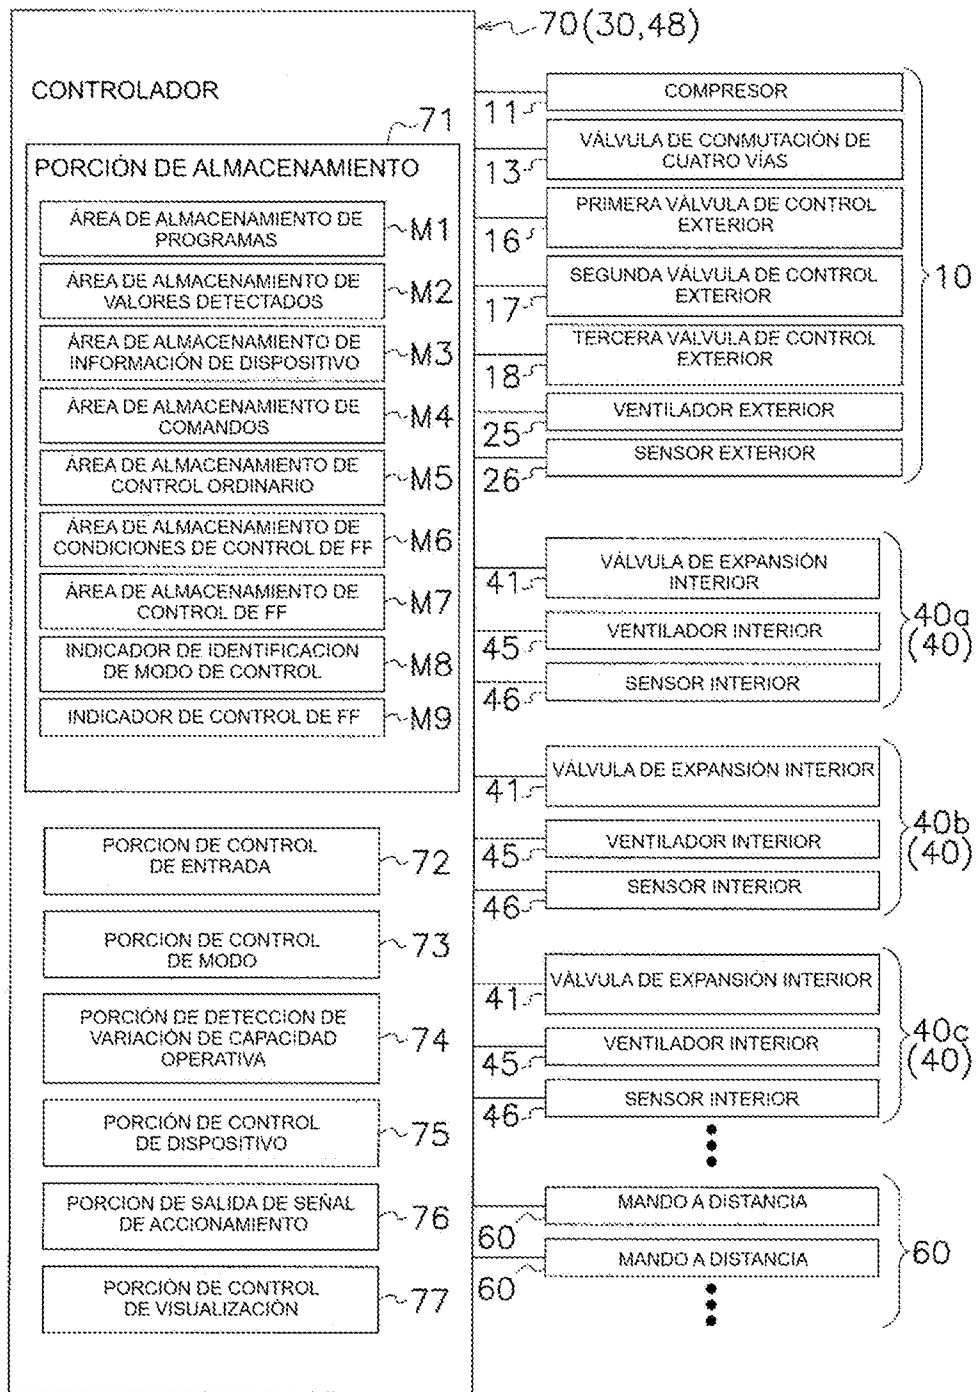 70(30,48)
CONTROLADOR
71
PORCIÓN DE ALMACENAMIENTO
ÁREA DE ALMACENAMIENTO DE
PROGRAMAS
M1
ÁREA DE ALMACENAMIENTO DE
VALORES DETECTADOS
M2
ÁREA DE ALMACENAMIENTO DE
INFORMACIÓN DE DISPOSITIVO
M3
ÁREA DE ALMACENAMIENTO DE
COMANDOS
M4
ÁREA DE ALMACENAMIENTO DE
CONTROL ORDINARIO
M5
ÁREA DE ALMACENAMIENTO DE
CONDICIONES DE CONTROL DE FF
M6
ÁREA DE ALMACENAMIENTO DE
CONTROL DE FF
M7
INDICADOR DE IDENTIFICACION
DE MODO DE CONTROL
M8
INDICADOR DE CONTROL DE FF
M9
PORCION DE CONTROL
DE ENTRADA
72
PORCION DE CONTROL
DE MODO
73
PORCIÓN DE DETECCION DE
VARIACIÓN DE CAPACIDAD
OPERATIVA
74
PORCIÓN DE CONTROL
DE DISPOSITIVO
75
PORCION DE SALIDA DE SEÑAL
DE ACCIONAMIENTO
76
PORCIÓN DE CONTROL
DE VISUALIZACIÓN
77
11
COMPRESOR
13
VÁLVULA DE CONMUTACIÓN DE
CUATRO VÍAS
16
PRIMERA VÁLVULA DE CONTROL
EXTERIOR
17
SEGUNDA VÁLVULA DE CONTROL
EXTERIOR
18
TERCERA VÁLVULA DE CONTROL
EXTERIOR
25
VENTILADOR EXTERIOR
26
SENSOR EXTERIOR
10
41
VÁLVULA DE EXPANSIÓN
INTERIOR
45
VENTILADOR INTERIOR
46
SENSOR INTERIOR
40a
(40)
41
VÁLVULA DE EXPANSIÓN INTERIOR
45
VENTILADOR INTERIOR
46
SENSOR INTERIOR
40b
(40)
41
VÁLVULA DE EXPANSIÓN INTERIOR
45
VENTILADOR INTERIOR
46
SENSOR INTERIOR
40c
(40)
60
MANDO A DISTANCIA
60
MANDO A DISTANCIA
60